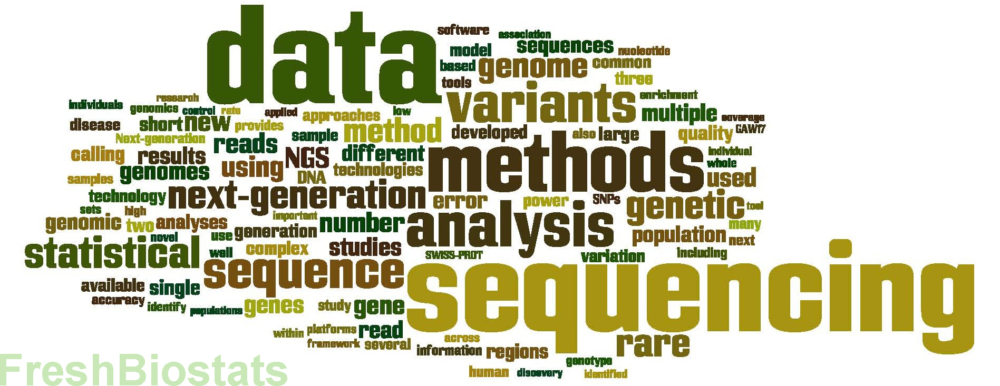 data
software
association
model
sequences
nucleotide
based
genome
common
tools
three
research
variants
enrichment
individuals
genomics
control
rate
applied
approaches
low
multiple
coverage
disease
short
new
provides
sample
method
developed
also
large
quality
GAW17
Next-generation
reads
calling
results
using
NGS
different
methods
individual
whole
genomes
DNA
technologies
used
samples
technology
next-generation
error
power
SNPs
genetic
tool
sets
high
important
number
analysis
genomic
two
analyses
use
generation
population
many
next
novel
statistical
well
complex
studies
SWISS-PROT
variation
including
sequence
sequencing
available
single
accuracy
identify
populations
genes
study
gene
within
platforms
read
framework
several
across
rare
information
regions
genotype
human
discovery
identified
FreshBiostats